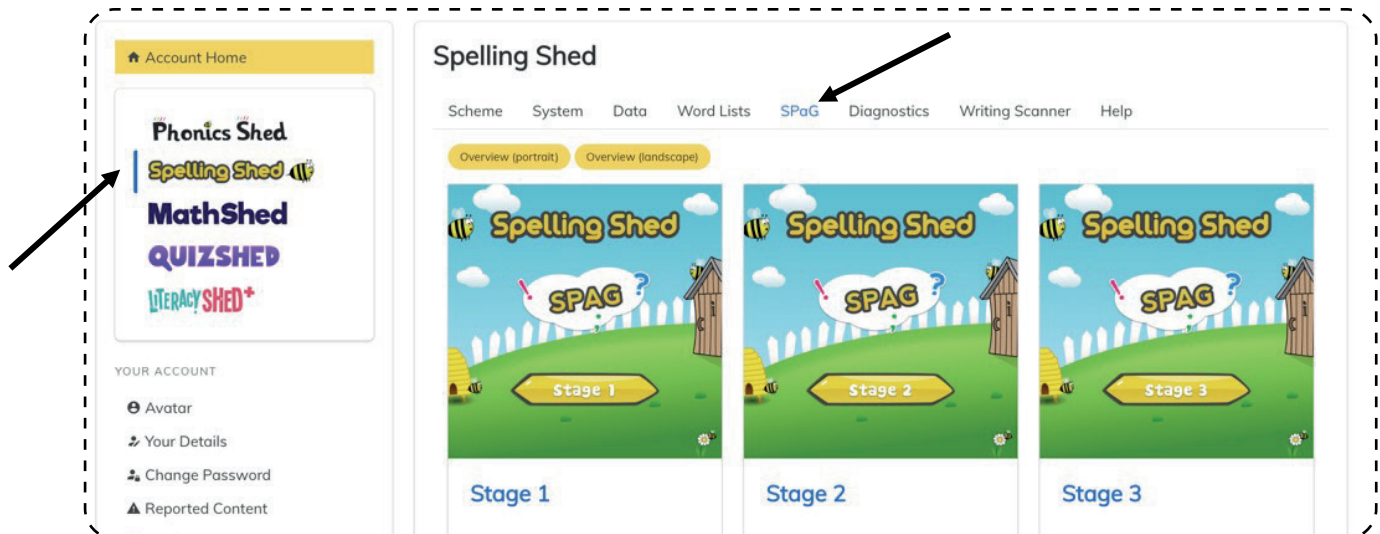 Account Home
Phonics Shed
Spelling Shed
MathShed
QUIZSHED
LITERACY SHED+
YOUR ACCOUNT
Avatar
Your Details
Change Password
Reported Content
Spelling Shed
Scheme System Data Word Lists SPaG Diagnostics Writing Scanner Help
Overview (portrait) Overview (landscape)
Spelling Shed
! SPAG ? ;
Stage 1
Stage 1
Spelling Shed
! SPAG ? ;
Stage 2
Stage 2
Spelling Shed
! SPAG ? ;
Stage 3
Stage 3